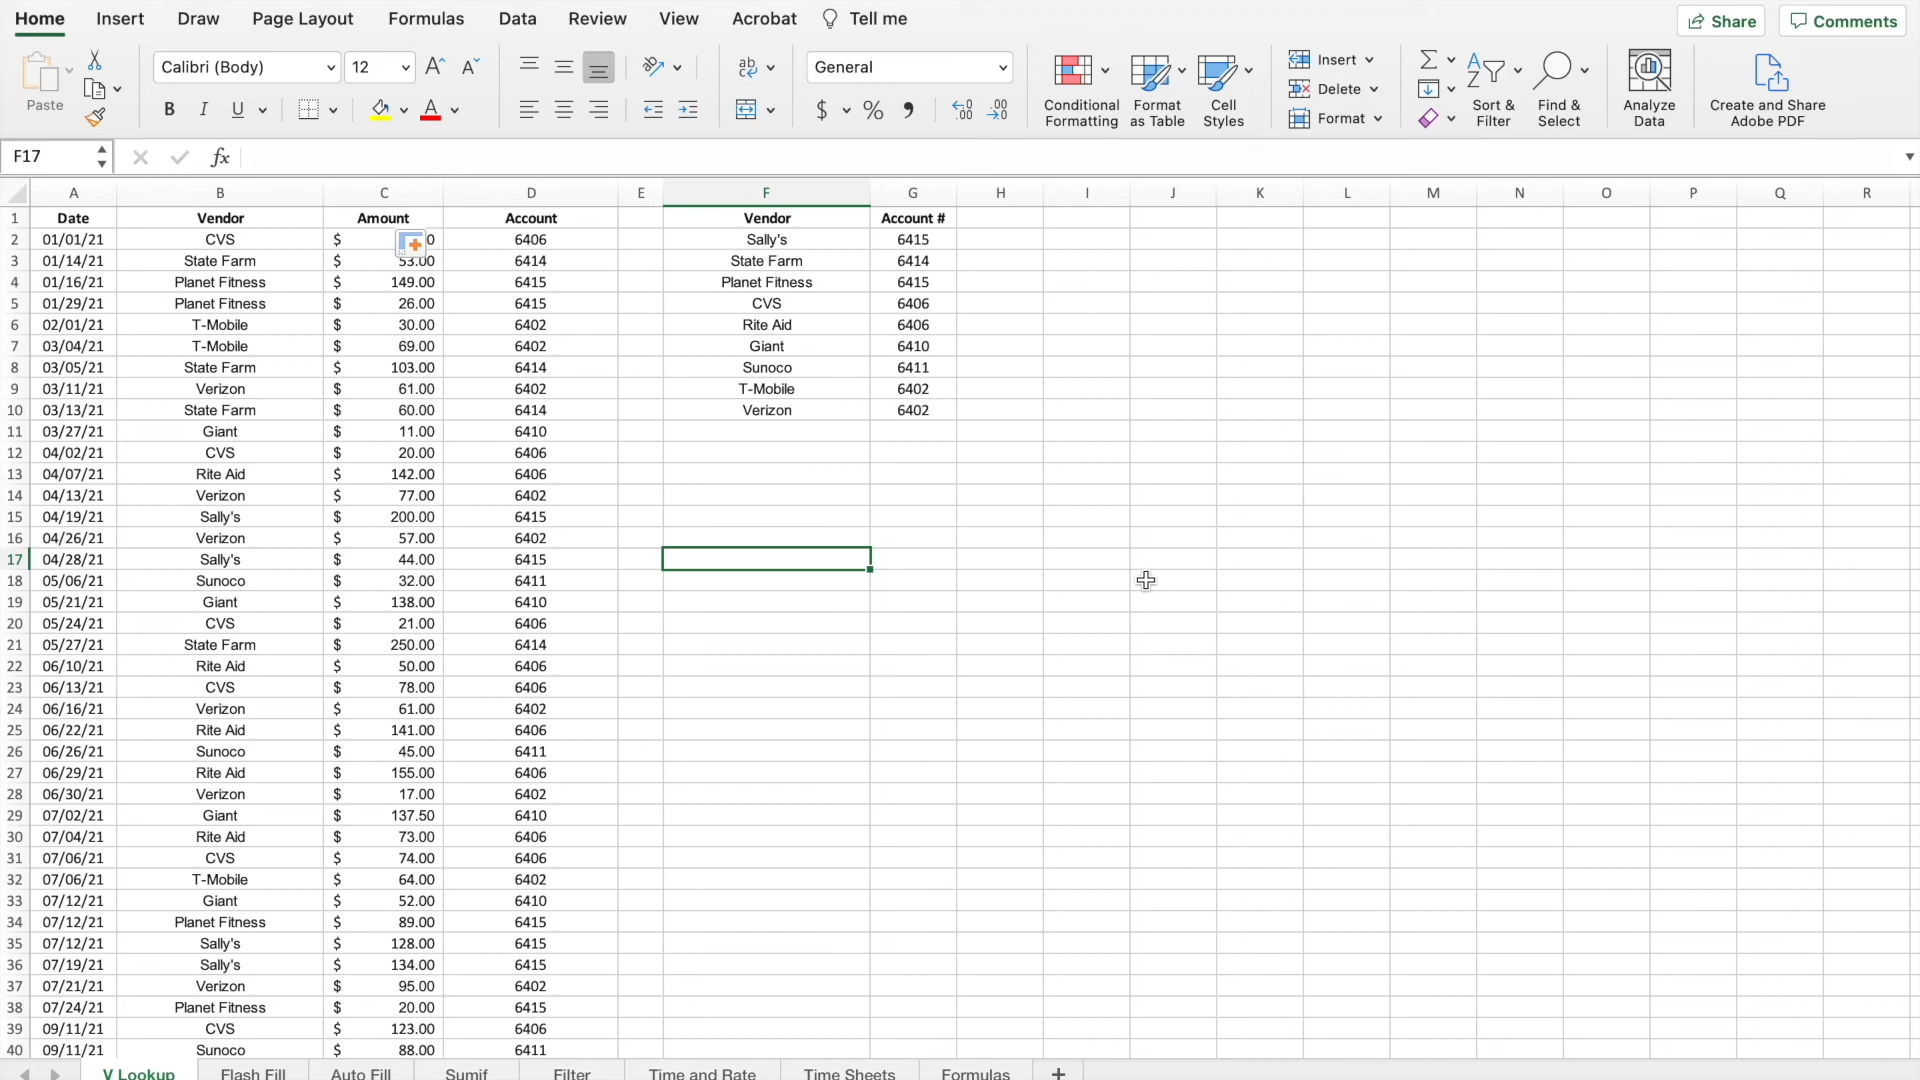 Home Insert Draw Page Layout Formulas Data Review View Acrobat Tell me Share Comments
Paste Calibri (Body) 12 A^ A˅ ab General Insert
B I U A $ % 9 .00 .00 Conditional Formatting Format as Table Cell Styles Delete Format Sort & Filter Find & Select Analyze Data Create and Share Adobe PDF
F17 fx
A B C D E F G H I J K L M N O P Q R
1 Date Vendor Amount Account Vendor Account #
2 01/01/21 CVS $ 0 6406 Sally's 6415
3 01/14/21 State Farm $ 53.00 6414 State Farm 6414
4 01/16/21 Planet Fitness $ 149.00 6415 Planet Fitness 6415
5 01/29/21 Planet Fitness $ 26.00 6415 CVS 6406
6 02/01/21 T-Mobile $ 30.00 6402 Rite Aid 6406
7 03/04/21 T-Mobile $ 69.00 6402 Giant 6410
8 03/05/21 State Farm $ 103.00 6414 Sunoco 6411
9 03/11/21 Verizon $ 61.00 6402 T-Mobile 6402
10 03/13/21 State Farm $ 60.00 6414 Verizon 6402
11 03/27/21 Giant $ 11.00 6410
12 04/02/21 CVS $ 20.00 6406
13 04/07/21 Rite Aid $ 142.00 6406
14 04/13/21 Verizon $ 77.00 6402
15 04/19/21 Sally's $ 200.00 6415
16 04/26/21 Verizon $ 57.00 6402
17 04/28/21 Sally's $ 44.00 6415
18 05/06/21 Sunoco $ 32.00 6411
19 05/21/21 Giant $ 138.00 6410
20 05/24/21 CVS $ 21.00 6406
21 05/27/21 State Farm $ 250.00 6414
22 06/10/21 Rite Aid $ 50.00 6406
23 06/13/21 CVS $ 78.00 6406
24 06/16/21 Verizon $ 61.00 6402
25 06/22/21 Rite Aid $ 141.00 6406
26 06/26/21 Sunoco $ 45.00 6411
27 06/29/21 Rite Aid $ 155.00 6406
28 06/30/21 Verizon $ 17.00 6402
29 07/02/21 Giant $ 137.50 6410
30 07/04/21 Rite Aid $ 73.00 6406
31 07/06/21 CVS $ 74.00 6406
32 07/06/21 T-Mobile $ 64.00 6402
33 07/12/21 Giant $ 52.00 6410
34 07/12/21 Planet Fitness $ 89.00 6415
35 07/12/21 Sally's $ 128.00 6415
36 07/19/21 Sally's $ 134.00 6415
37 07/21/21 Verizon $ 95.00 6402
38 07/24/21 Planet Fitness $ 20.00 6415
39 09/11/21 CVS $ 123.00 6406
40 09/11/21 Sunoco $ 88.00 6411
V Lookup Flash Fill Auto Fill Sumif Filter Time and Rate Time Sheets Formulas +